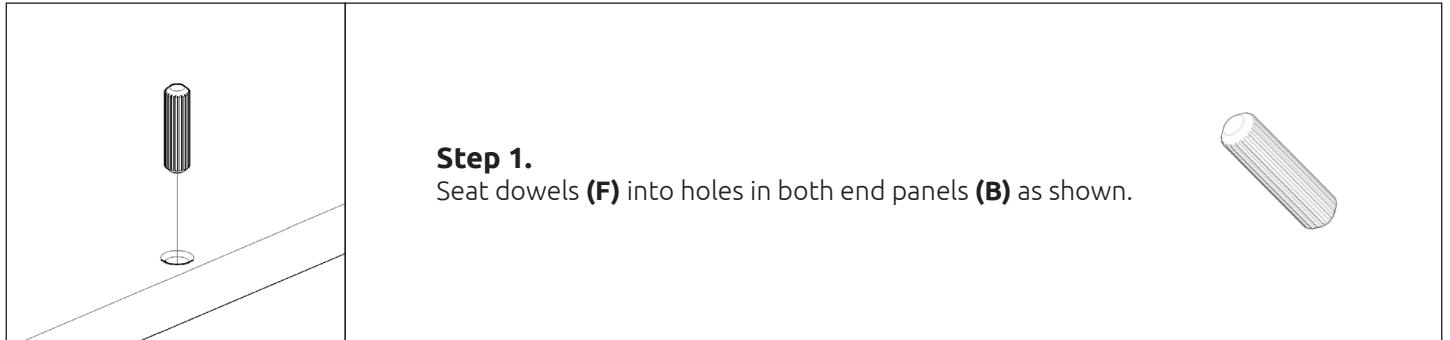 Step 1.
Seat dowels (F) into holes in both end panels (B) as shown.